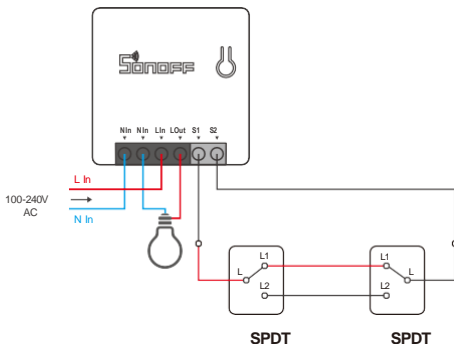 SONOFF
N In N In L In L Out S1 S2
L In
100-240V
AC
N In
L1 L1
L L
L2 L2
SPDT SPDT